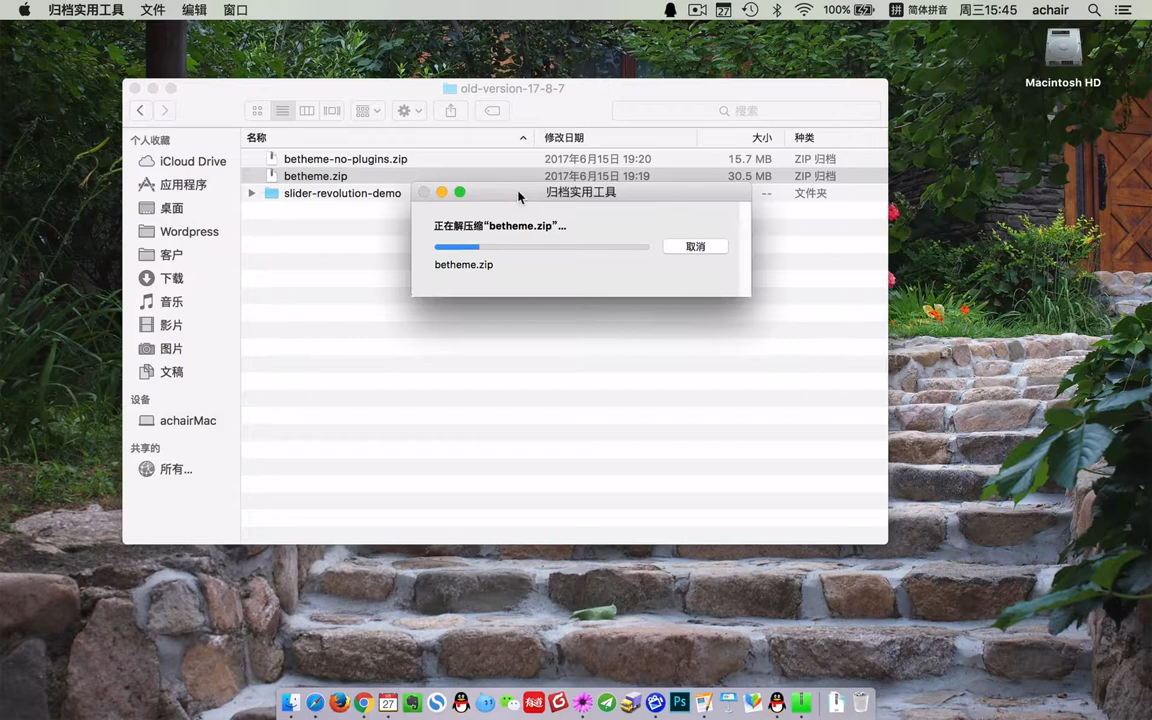 归档实用工具 文件 编辑 窗口 27 100% 拼 简体拼音 周三15:45 achair
Macintosh HD
old-version-17-8-7
搜索
个人收藏
iCloud Drive
应用程序
桌面
Wordpress
客户
下载
音乐
影片
图片
文稿
设备
achairMac
共享的
所有...
名称 修改日期 大小 种类
betheme-no-plugins.zip 2017年6月15日 19:20 15.7 MB ZIP 归档
betheme.zip 2017年6月15日 19:19 30.5 MB ZIP 归档
slider-revolution-demo -- 文件夹
归档实用工具
正在解压缩“betheme.zip”...
取消
betheme.zip
27 有道 Ps